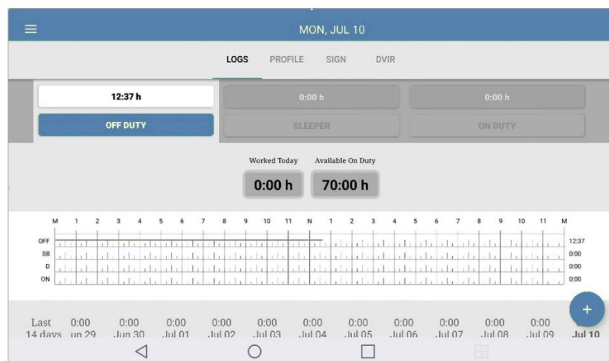 MON, JUL 10
LOGS PROFILE SIGN DVIR
12:37 h 0:00 h 0:00 h
OFF DUTY SLEEPER ON DUTY
Worked Today Available On Duty
0:00 h 70:00 h
M 1 2 3 4 5 6 7 8 9 10 11 N 1 2 3 4 5 6 7 8 9 10 11 M
OFF 12:37
SB 0:00
D 0:00
ON 0:00
+
Last 0:00 0:00 0:00 0:00 0:00 0:00 0:00 0:00 0:00 0:00 0:00
14 days un 29 Jun 30 Jul 01 Jul 02 Jul 03 Jul 04 Jul 05 Jul 06 Jul 07 Jul 08 Jul 09 Jul 10